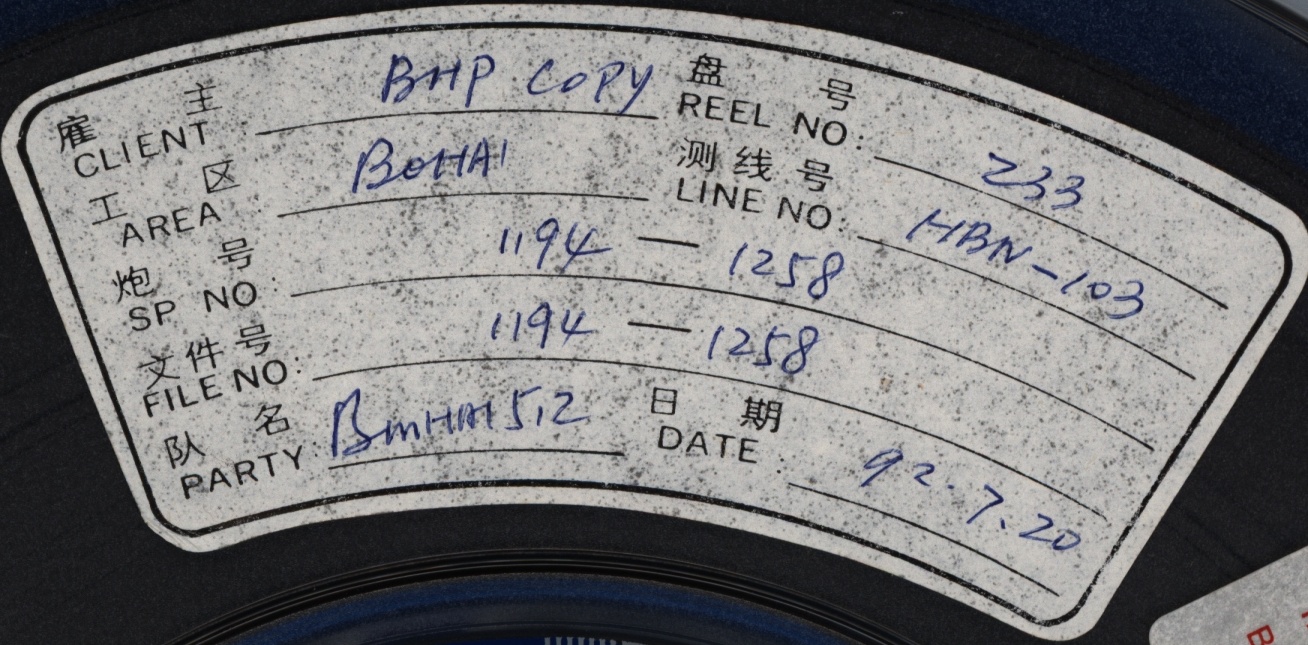 雇 主 CLIENT : BHP COPY
盘 号 REEL NO: 233
工 区 AREA : BOHAI
测 线 号 LINE NO: HBN-103
炮 号 SP NO : 1194 — 1258
文 件 号 FILE NO: 1194 — 1258
队 名 PARTY: 512
日 期 DATE : 92.7.20
B